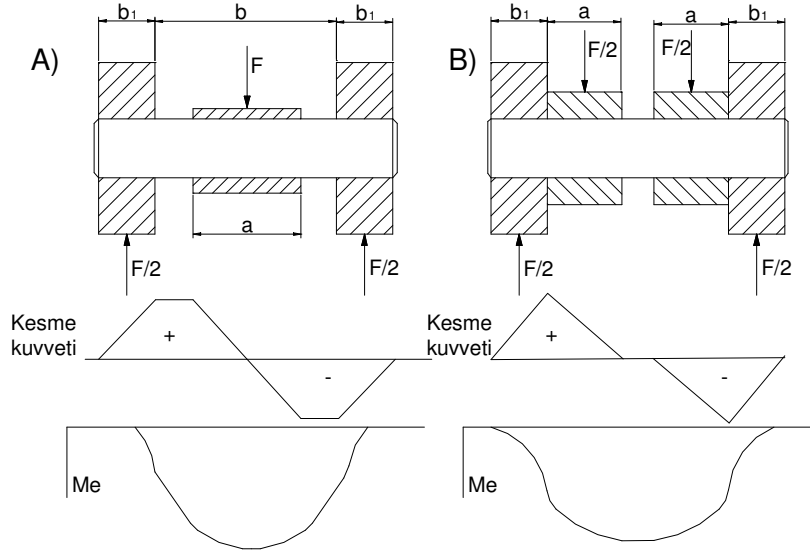 A)
b1 b b1
F
a
F/2 F/2
Kesme
kuvveti
+
-
Me
B)
b1 a a b1
F/2 F/2
F/2 F/2
Kesme
kuvveti
+
-
Me